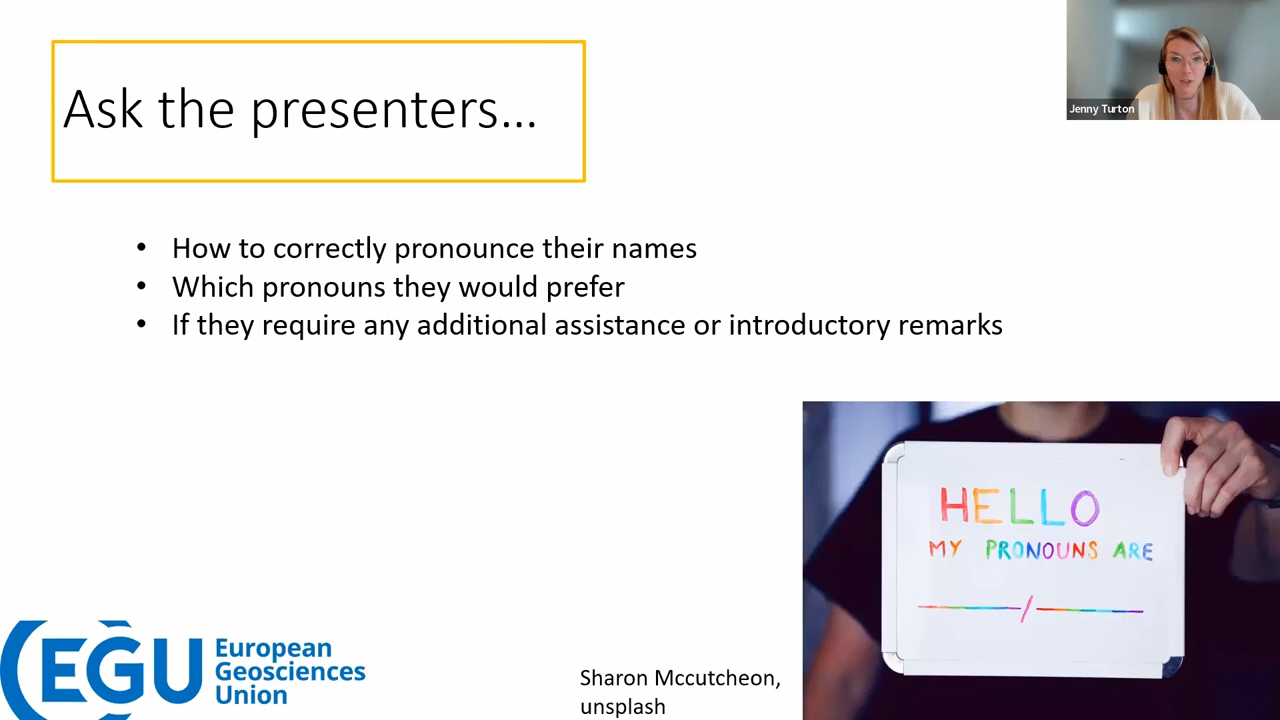 Ask the presenters...
Jenny Turton
• How to correctly pronounce their names
• Which pronouns they would prefer
• If they require any additional assistance or introductory remarks
HELLO
MY PRONOUNS ARE
/
EGU
European
Geosciences
Union
Sharon Mccutcheon,
unsplash